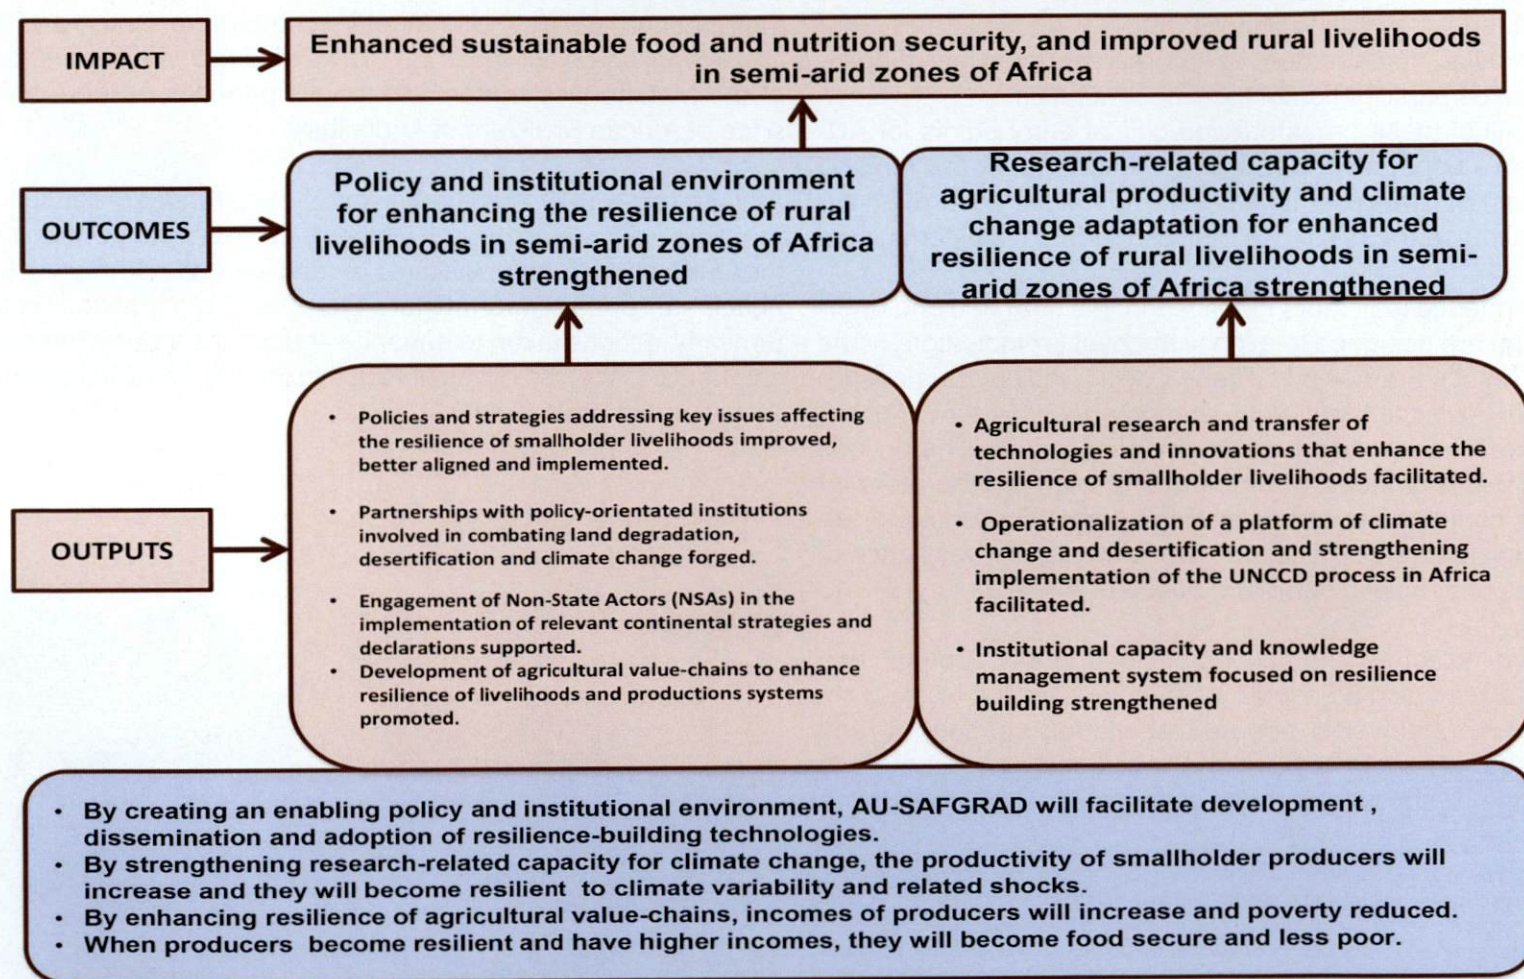 IMPACT
Enhanced sustainable food and nutrition security, and improved rural livelihoods
in semi-arid zones of Africa
OUTCOMES
Policy and institutional environment
for enhancing the resilience of rural
livelihoods in semi-arid zones of Africa
strengthened
Research-related capacity for
agricultural productivity and climate
change adaptation for enhanced
resilience of rural livelihoods in semi-
arid zones of Africa strengthened
OUTPUTS
• Policies and strategies addressing key issues affecting
the resilience of smallholder livelihoods improved,
better aligned and implemented.
• Partnerships with policy-orientated institutions
involved in combating land degradation,
desertification and climate change forged.
• Engagement of Non-State Actors (NSAs) in the
implementation of relevant continental strategies and
declarations supported.
• Development of agricultural value-chains to enhance
resilience of livelihoods and productions systems
promoted.
• Agricultural research and transfer of
technologies and innovations that enhance the
resilience of smallholder livelihoods facilitated.
• Operationalization of a platform of climate
change and desertification and strengthening
implementation of the UNCCD process in Africa
facilitated.
• Institutional capacity and knowledge
management system focused on resilience
building strengthened
• By creating an enabling policy and institutional environment, AU-SAFGRAD will facilitate development ,
dissemination and adoption of resilience-building technologies.
• By strengthening research-related capacity for climate change, the productivity of smallholder producers will
increase and they will become resilient to climate variability and related shocks.
• By enhancing resilience of agricultural value-chains, incomes of producers will increase and poverty reduced.
• When producers become resilient and have higher incomes, they will become food secure and less poor.